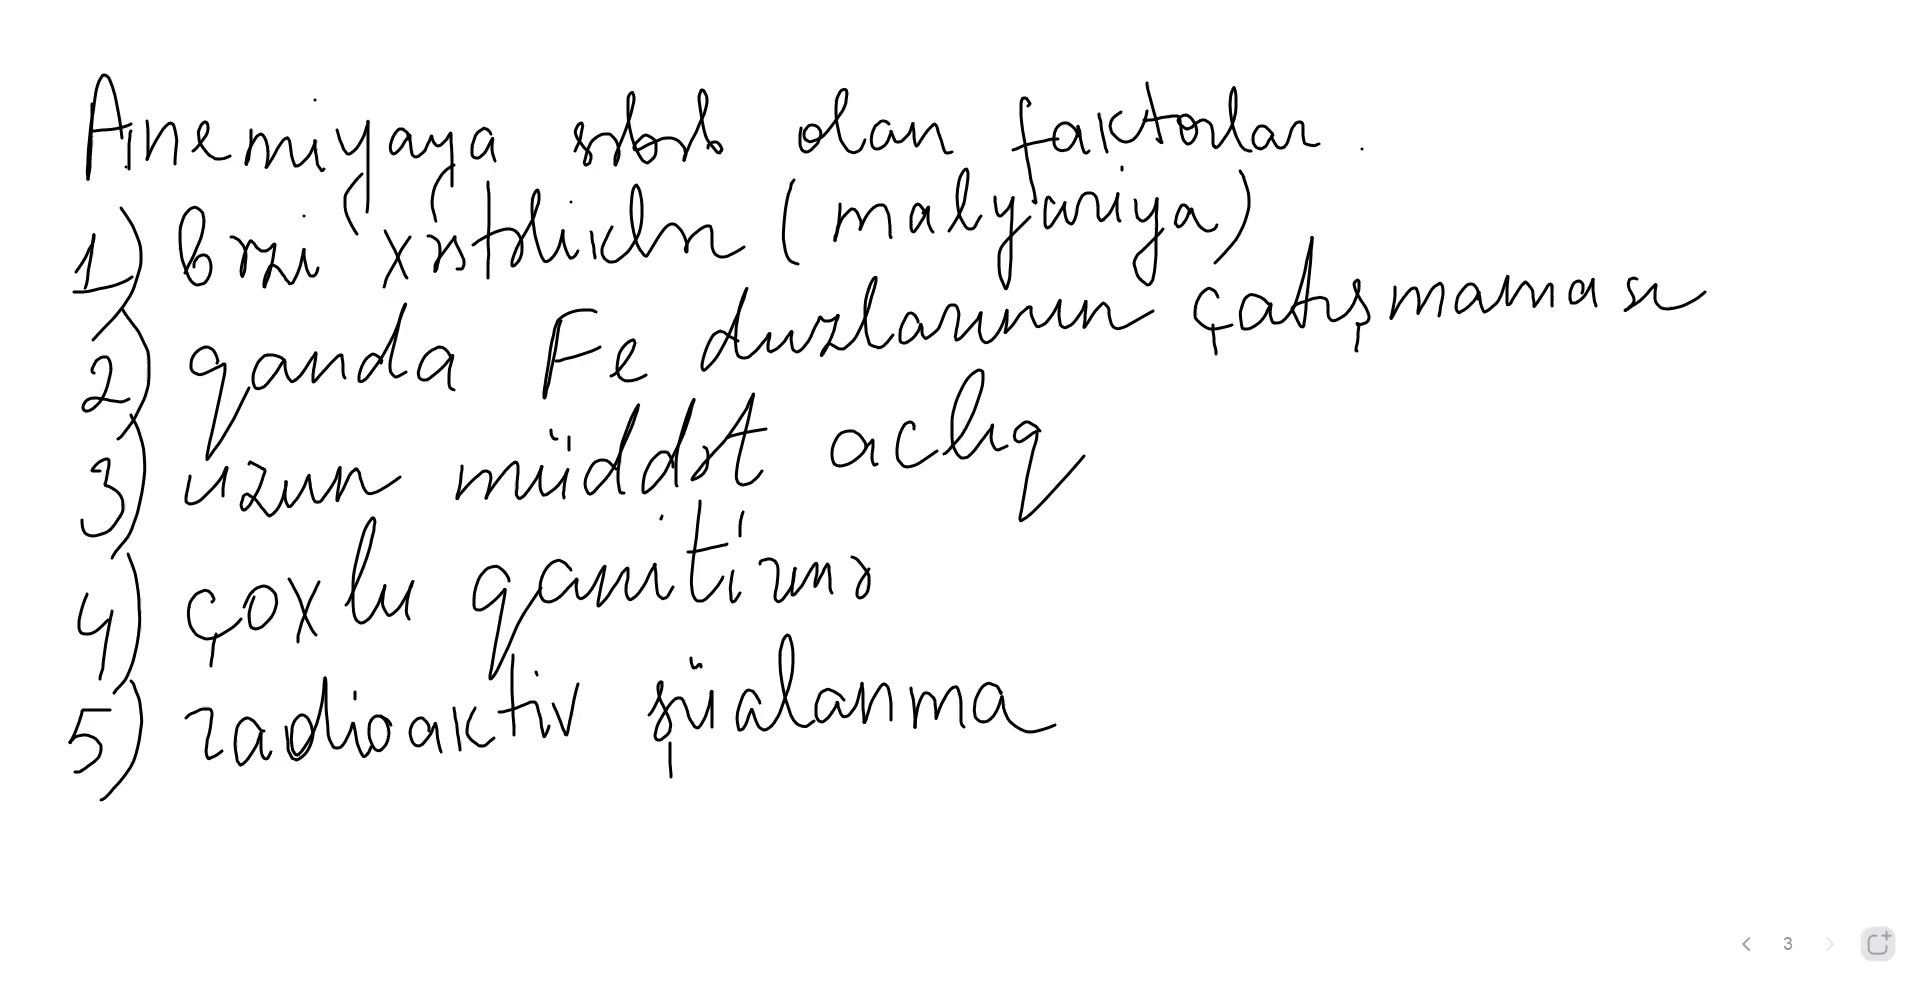 Anemiyaya səbəb olan faktorlar.
1) bəzi xəstəliklər (malyariya)
2) qanda Fe duzlarının çatışmaması
3) uzun müddət aclıq
4) çoxlu qanitirmə
5) radioaktiv şüalanma
3